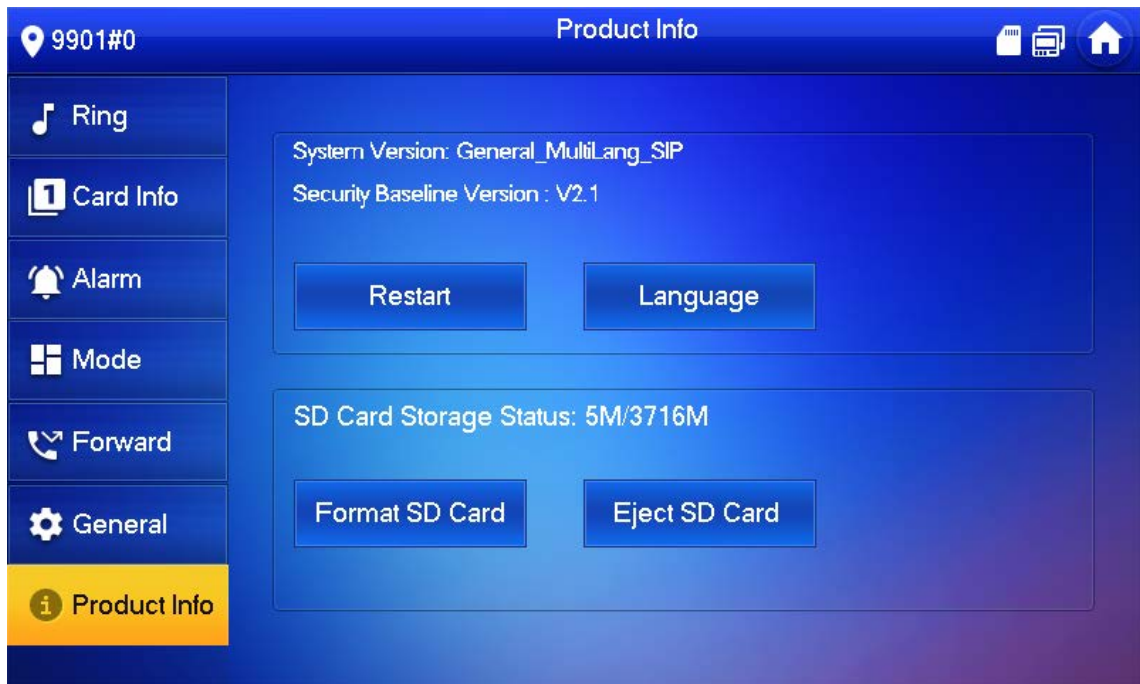 9901#0
Product Info
Ring
1 Card Info
Alarm
Mode
Forward
General
i Product Info
System Version: General_MultiLang_SIP
Security Baseline Version : V2.1
Restart
Language
SD Card Storage Status: 5M/3716M
Format SD Card
Eject SD Card